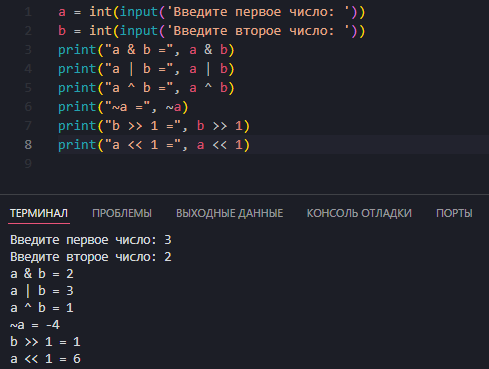 1 a = int(input('Введите первое число: '))
2 b = int(input('Введите второе число: '))
3 print("a & b =", a & b)
4 print("a | b =", a | b)
5 print("a ^ b =", a ^ b)
6 print("~a =", ~a)
7 print("b >> 1 =", b >> 1)
8 print("a << 1 =", a << 1)
9
ТЕРМИНАЛ ПРОБЛЕМЫ ВЫХОДНЫЕ ДАННЫЕ КОНСОЛЬ ОТЛАДКИ ПОРТЫ
Введите первое число: 3
Введите второе число: 2
a & b = 2
a | b = 3
a ^ b = 1
~a = -4
b >> 1 = 1
a << 1 = 6